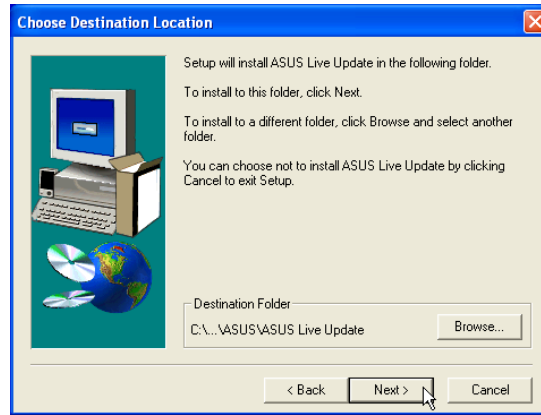 Choose Destination Location
Setup will install ASUS Live Update in the following folder.
To install to this folder, click Next.
To install to a different folder, click Browse and select another
folder.
You can choose not to install ASUS Live Update by clicking
Cancel to exit Setup.
Destination Folder
C:\...\ASUS\ASUS Live Update
Browse...
< Back
Next >
Cancel